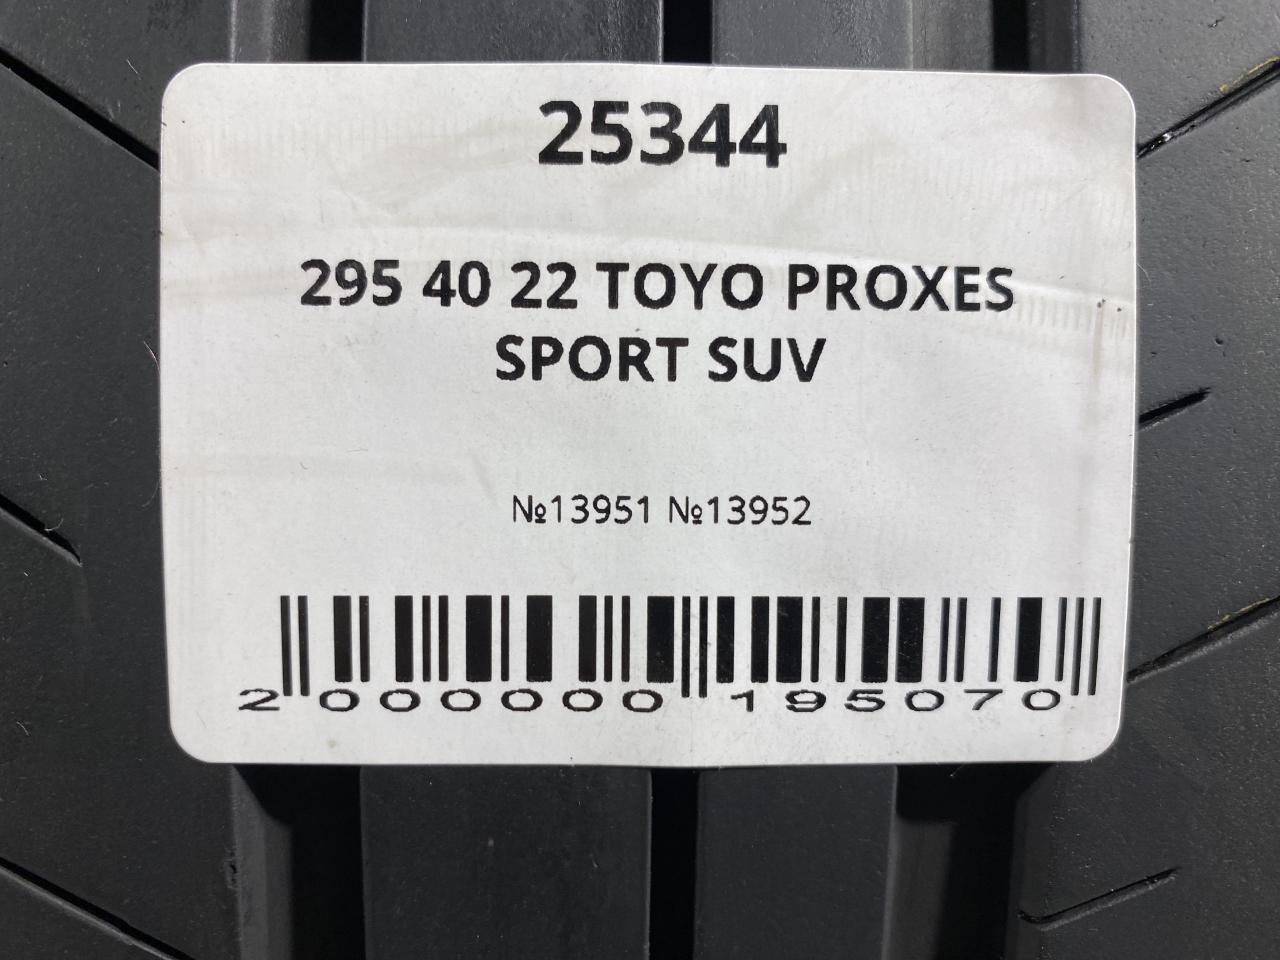 25344
295 40 22 TOYO PROXES
SPORT SUV
№13951 №13952
2 000000 195070